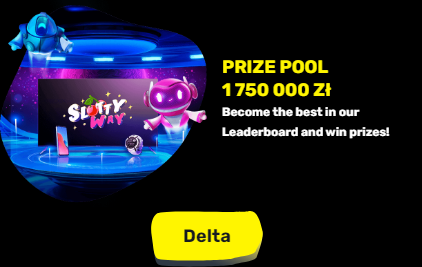 SLOTTY
WAY
PRIZE POOL
1 750 000 Zł
Become the best in our
Leaderboard and win prizes!
Delta